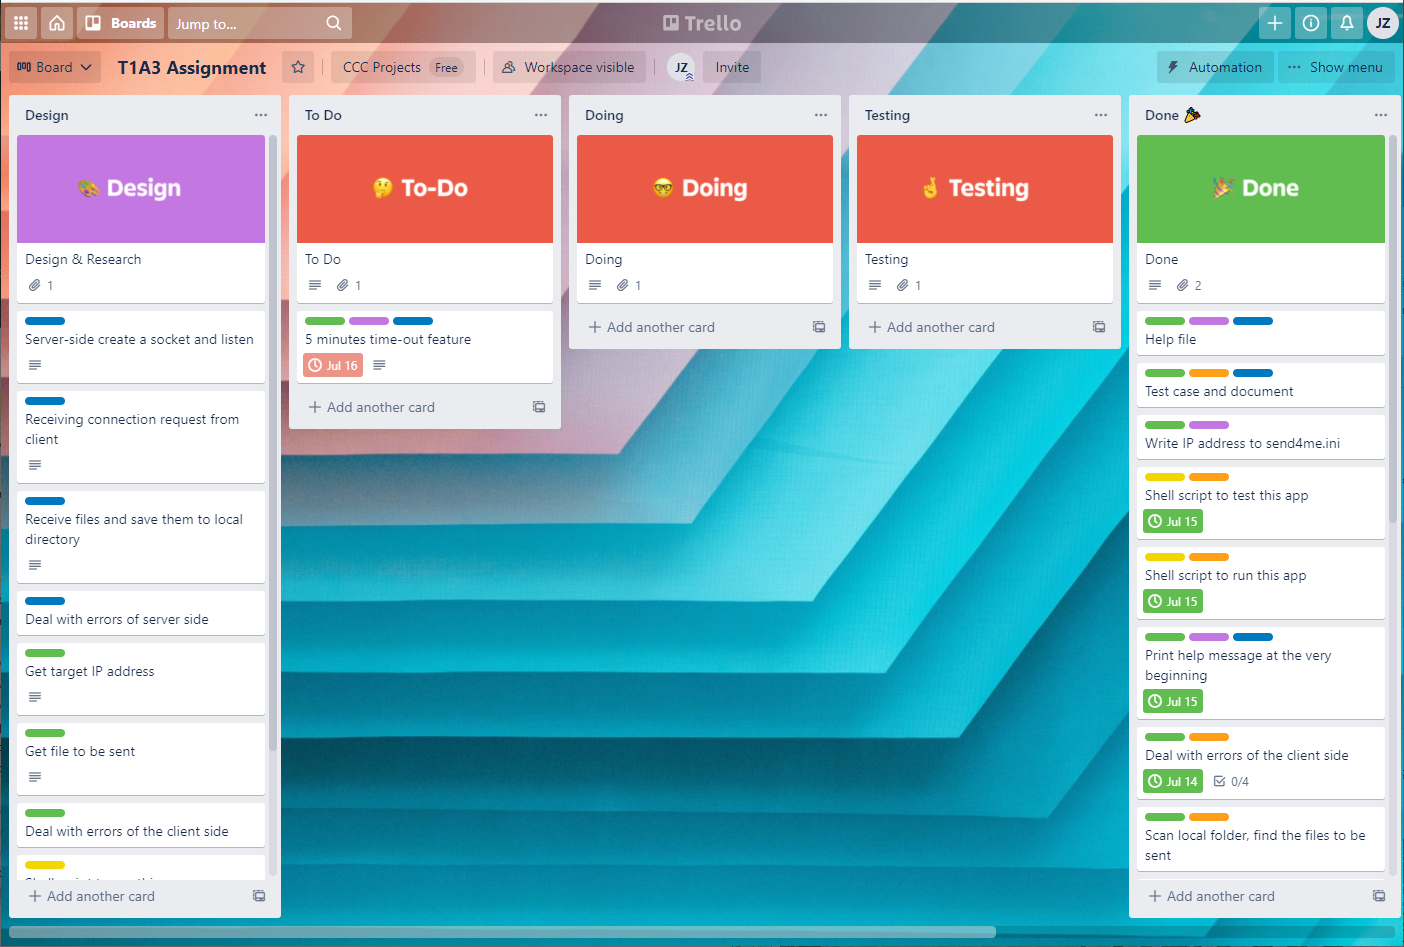 Boards
Jump to...
Trello
JZ
Board
T1A3 Assignment
CCC Projects Free
Workspace visible
JZ
Invite
Automation
Show menu
Design
Design
Design & Research
1
Server-side create a socket and listen
Receiving connection request from
client
Receive files and save them to local
directory
Deal with errors of server side
Get target IP address
Get file to be sent
Deal with errors of the client side
+ Add another card
To Do
To-Do
To Do
1
5 minutes time-out feature
Jul 16
+ Add another card
Doing
Doing
Doing
1
+ Add another card
Testing
Testing
Testing
1
+ Add another card
Done
Done
Done
2
Help file
Test case and document
Write IP address to send4me.ini
Shell script to test this app
Jul 15
Shell script to run this app
Jul 15
Print help message at the very
beginning
Jul 15
Deal with errors of the client side
Jul 14 0/4
Scan local folder, find the files to be
sent
+ Add another card